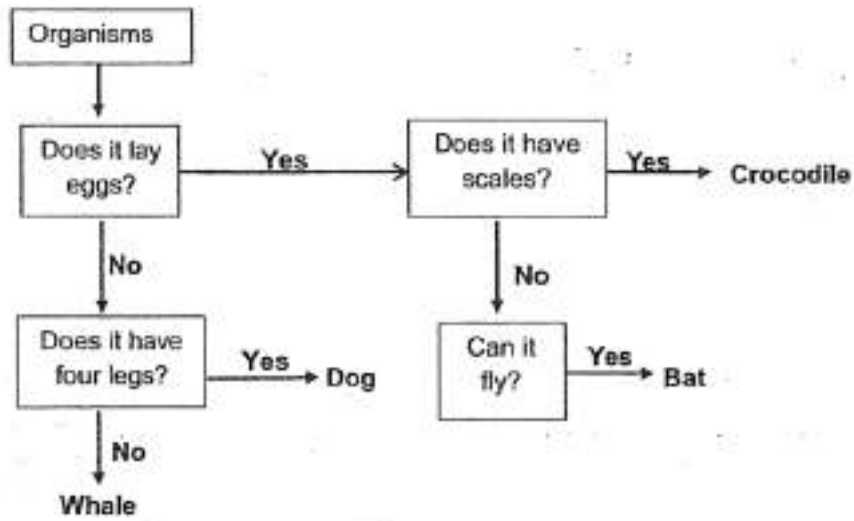 Organisms
Does it lay
eggs?
Yes
Does it have
scales?
Yes
Crocodile
No
No
Does it have
four legs?
Yes
Dog
Can it
fly?
Yes
Bat
No
Whale